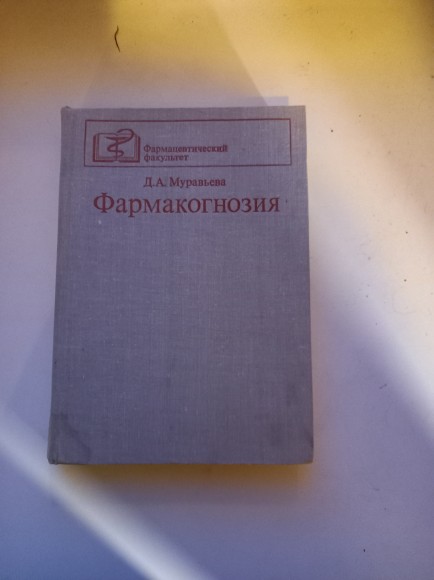 Фармацевтический
факультет
Д.А. Муравьева
Фармакогнозия